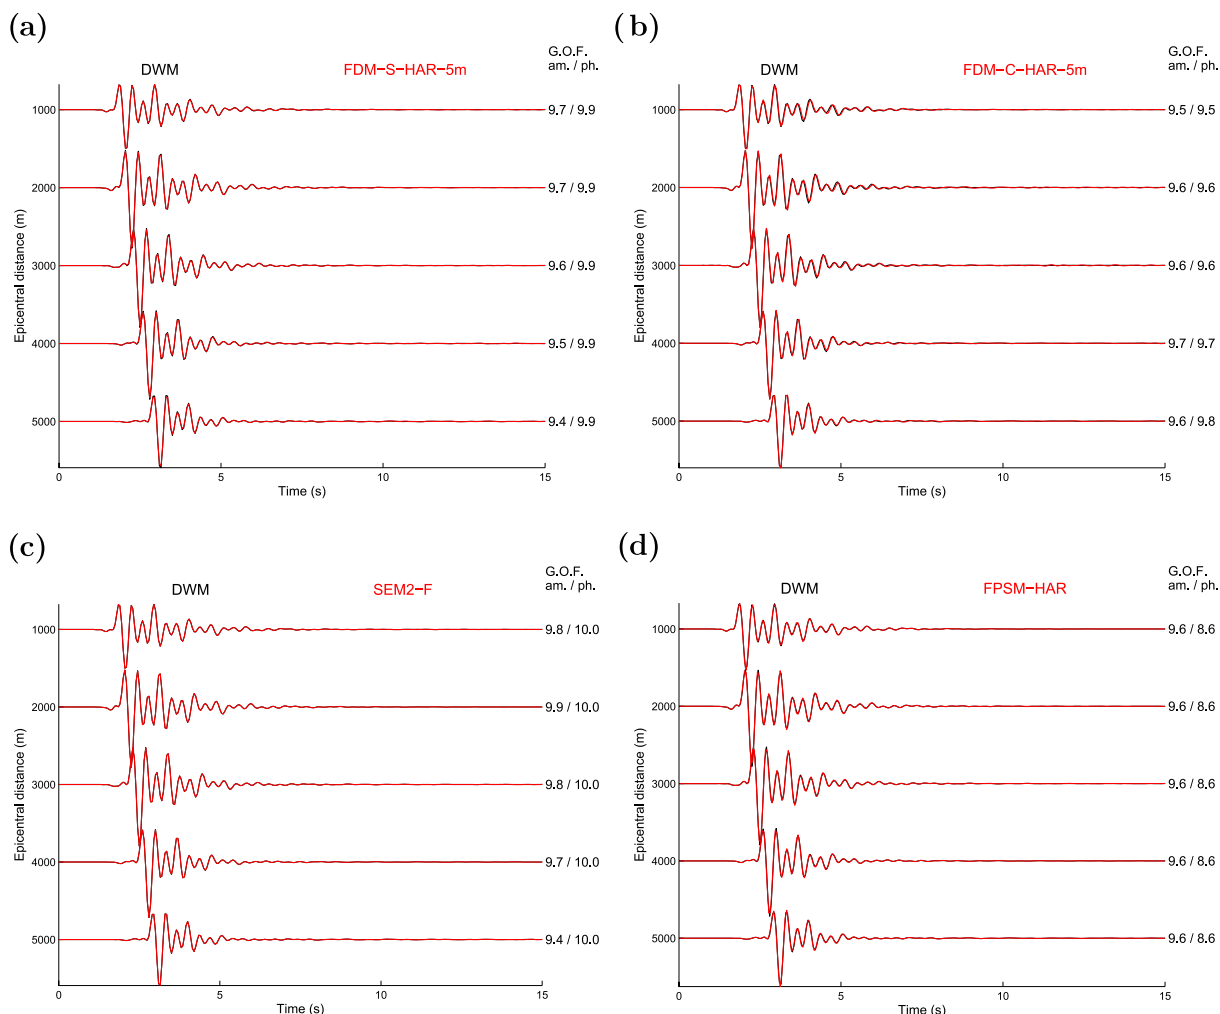 (a)
G.O.F.
am. / ph.
DWM FDM-S-HAR-5m
1000 9.7 / 9.9
2000 9.7 / 9.9
3000 9.6 / 9.9
4000 9.5 / 9.9
5000 9.4 / 9.9
Epicentral distance (m)
0 5 10 15
Time (s)
(b)
G.O.F.
am. / ph.
DWM FDM-C-HAR-5m
1000 9.5 / 9.5
2000 9.6 / 9.6
3000 9.6 / 9.6
4000 9.7 / 9.7
5000 9.6 / 9.8
Epicentral distance (m)
0 5 10 15
Time (s)
(c)
G.O.F.
am. / ph.
DWM SEM2-F
1000 9.8 / 10.0
2000 9.9 / 10.0
3000 9.8 / 10.0
4000 9.7 / 10.0
5000 9.4 / 10.0
Epicentral distance (m)
0 5 10 15
Time (s)
(d)
G.O.F.
am. / ph.
DWM FPSM-HAR
1000 9.6 / 8.6
2000 9.6 / 8.6
3000 9.6 / 8.6
4000 9.6 / 8.6
5000 9.6 / 8.6
Epicentral distance (m)
0 5 10 15
Time (s)